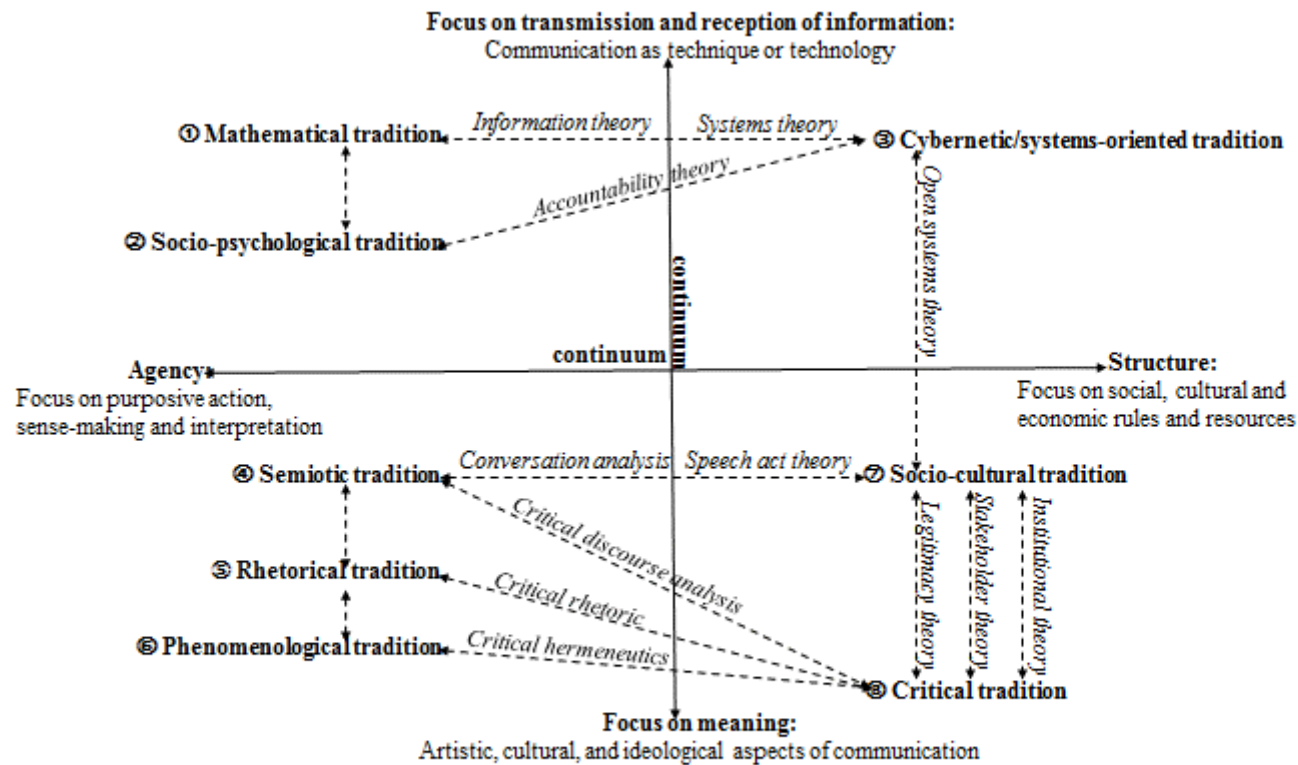 Focus on transmission and reception of information:
Communication as technique or technology
① Mathematical tradition
Information theory
Systems theory
③ Cybernetic/systems-oriented tradition
Accountability theory
② Socio-psychological tradition
Open systems theory
continuum
continuum
Agency
Focus on purposive action,
sense-making and interpretation
Structure:
Focus on social, cultural and
economic rules and resources
④ Semiotic tradition
Conversation analysis
Speech act theory
⑦ Socio-cultural tradition
Critical discourse analysis
Legitimacy theory
Stakeholder theory
Institutional theory
⑤ Rhetorical tradition
Critical rhetoric
⑥ Phenomenological tradition
Critical hermeneutics
⑧ Critical tradition
Focus on meaning:
Artistic, cultural, and ideological aspects of communication